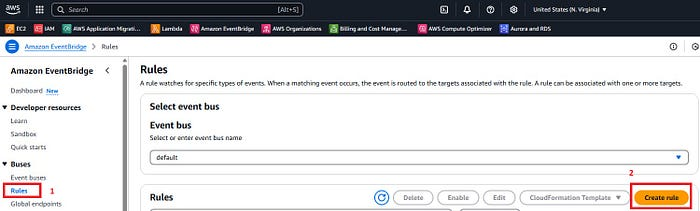 aws
Search
[Alt+S]
United States (N. Virginia)
EC2
IAM
AWS Application Migrati...
Lambda
Amazon EventBridge
AWS Organizations
Billing and Cost Manage...
AWS Compute Optimizer
Aurora and RDS
Amazon EventBridge > Rules
Amazon EventBridge
Dashboard New
Developer resources
Learn
Sandbox
Quick starts
Buses
Event buses
Rules
1
Global endpoints
Rules
A rule watches for specific types of events. When a matching event occurs, the event is routed to the targets associated with the rule. A rule can be associated with one or more targets.
Select event bus
Event bus
Select or enter event bus name
default
2
Rules
Delete
Enable
Edit
CloudFormation Template
Create rule